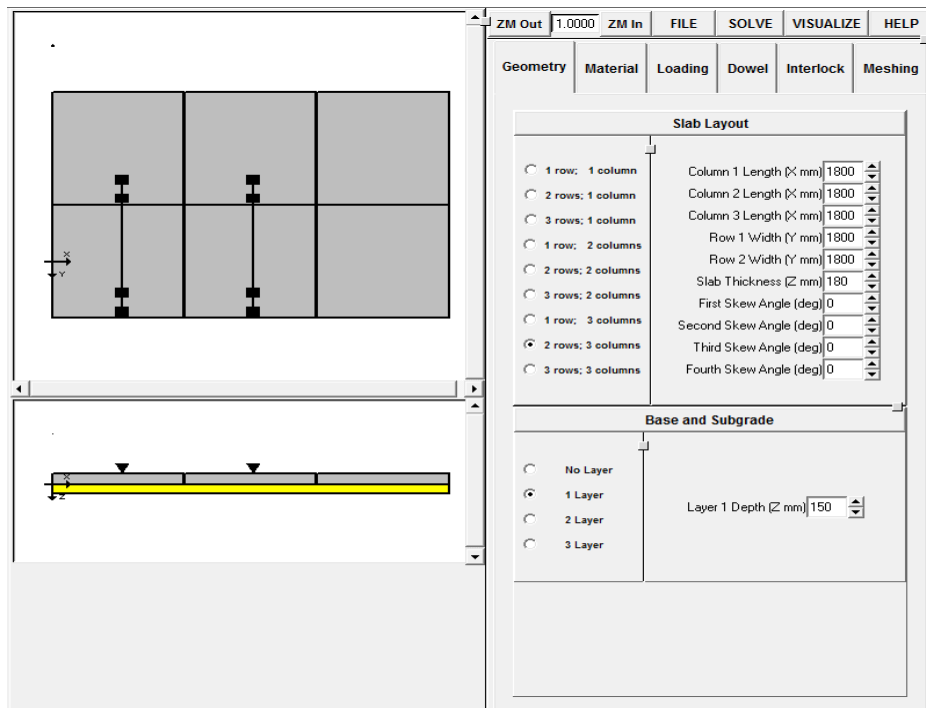 ZM Out 1.0000 ZM In FILE SOLVE VISUALIZE HELP
Geometry Material Loading Dowel Interlock Meshing
X
Y
X
Z
Slab Layout
1 row; 1 column
2 rows; 1 column
3 rows; 1 column
1 row; 2 columns
2 rows; 2 columns
3 rows; 2 columns
1 row; 3 columns
2 rows; 3 columns
3 rows; 3 columns
Column 1 Length (X mm) 1800
Column 2 Length (X mm) 1800
Column 3 Length (X mm) 1800
Row 1 Width (Y mm) 1800
Row 2 Width (Y mm) 1800
Slab Thickness (Z mm) 180
First Skew Angle (deg) 0
Second Skew Angle (deg) 0
Third Skew Angle (deg) 0
Fourth Skew Angle (deg) 0
Base and Subgrade
No Layer
1 Layer
2 Layer
3 Layer
Layer 1 Depth (Z mm) 150